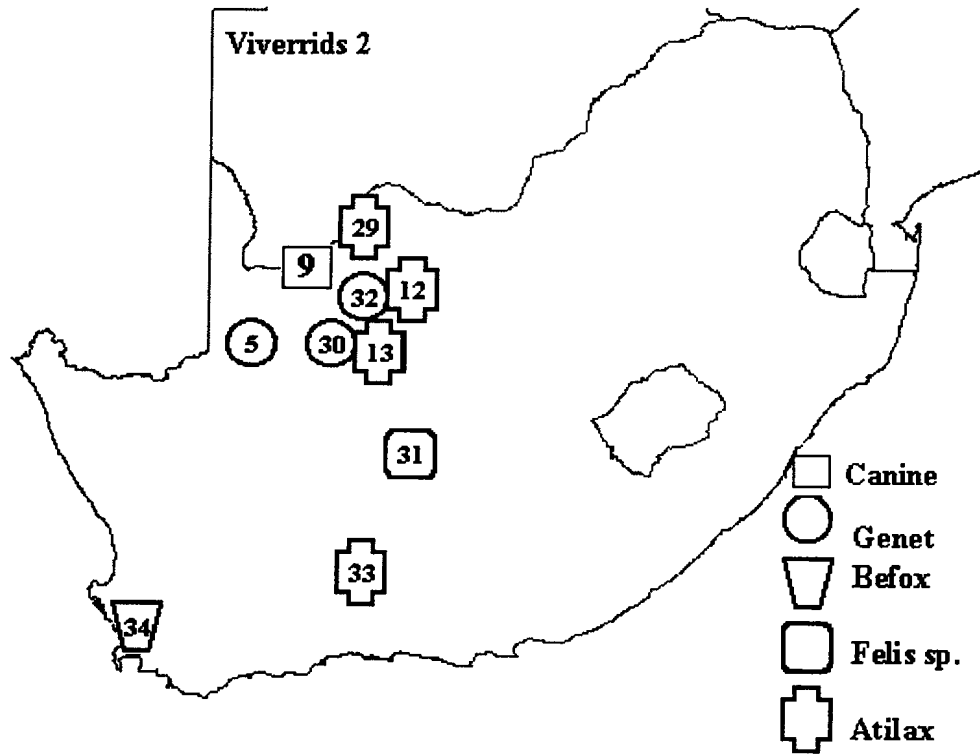 Viverrids 2
29
9
32
12
5
30
13
31
33
34
Canine
Genet
Befox
Felis sp.
Atilax